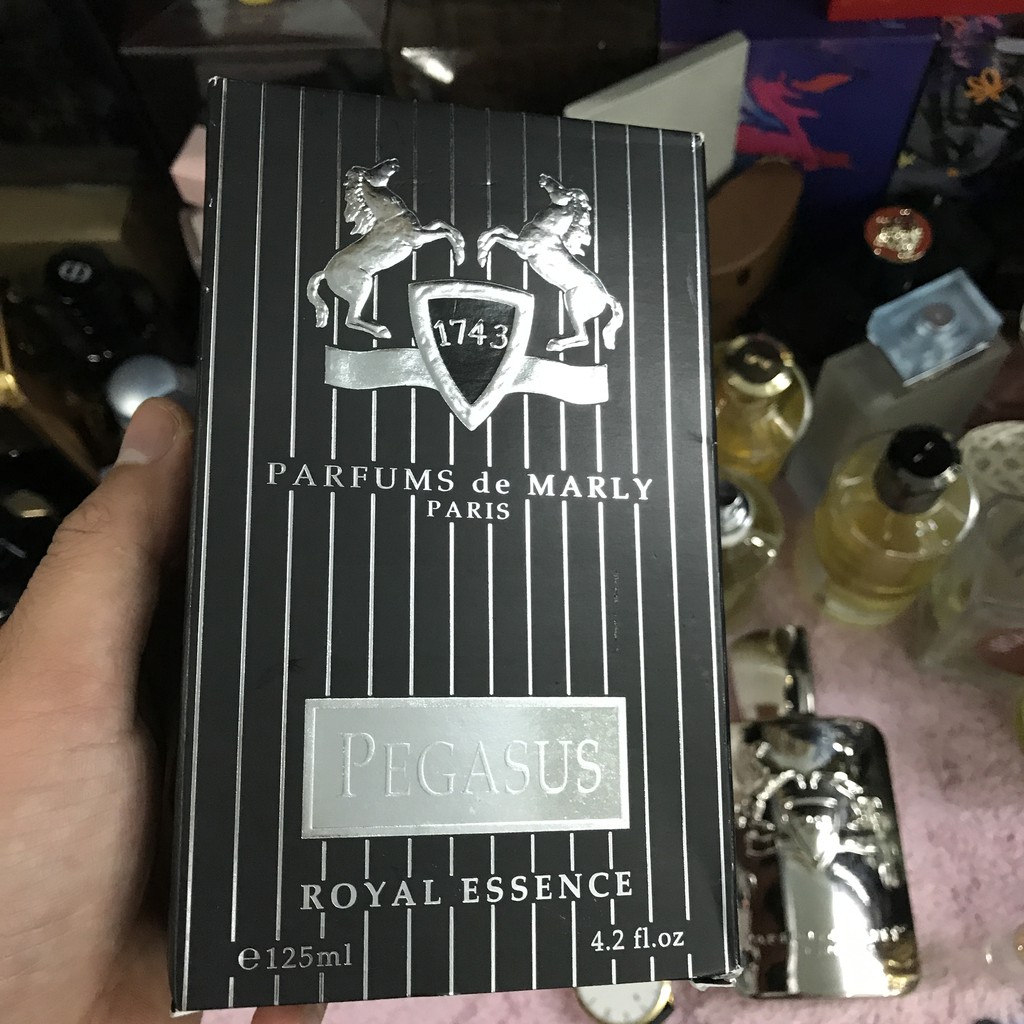 1743
PARFUMS de MARLY
PARIS
PEGASUS
ROYAL ESSENCE
e125ml 4.2 fl.oz